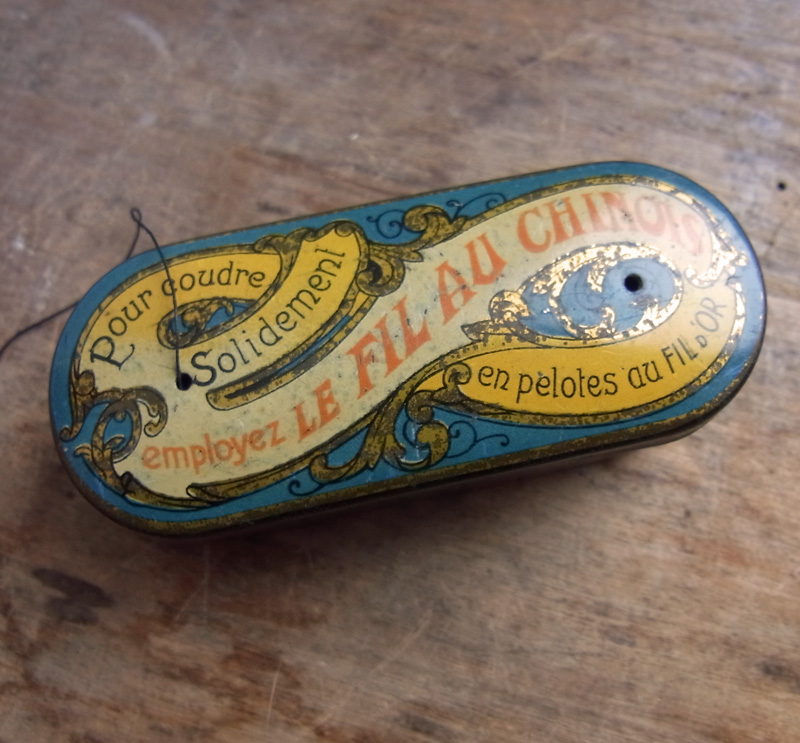 Pour coudre
Solidement
employez LE FIL AU CHINOIS
en pelotes au FIL D'OR